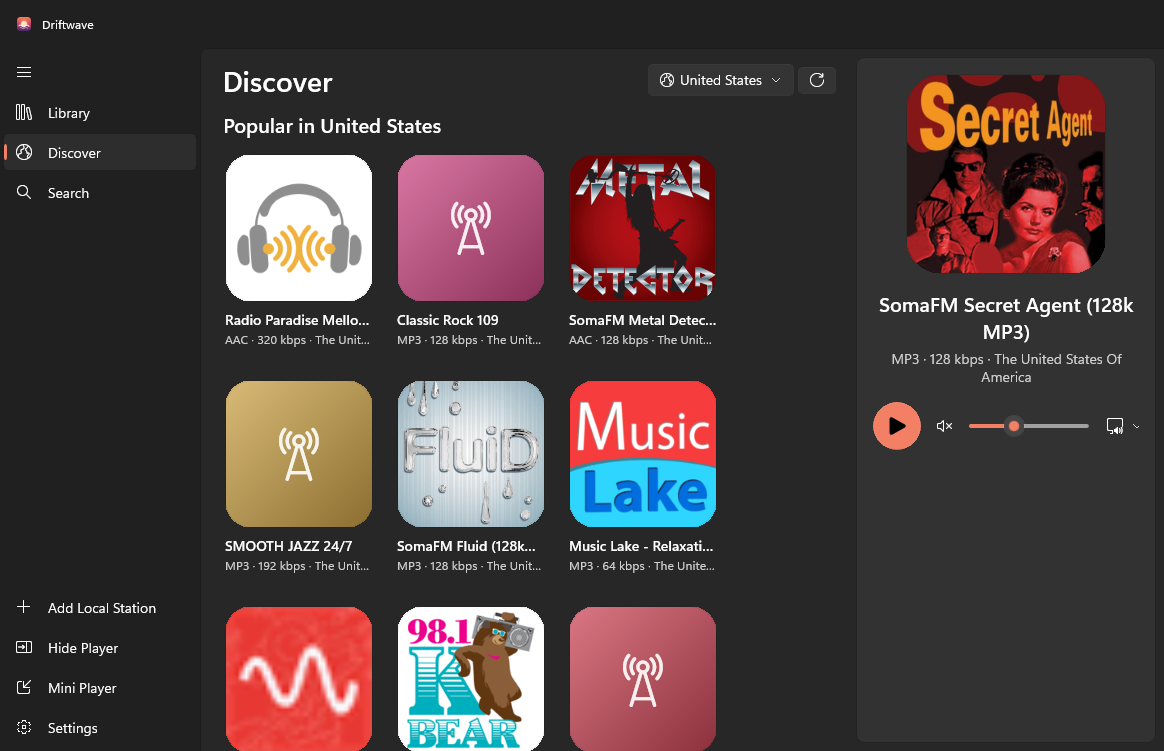 Driftwave
Library
Discover
Search
Add Local Station
Hide Player
Mini Player
Settings
Discover
United States
Popular in United States
Radio Paradise Mello...
AAC · 320 kbps · The Unit...
Classic Rock 109
MP3 · 128 kbps · The Unit...
METAL
DETECTOR
SomaFM Metal Detec...
AAC · 128 kbps · The Unit...
SMOOTH JAZZ 24/7
MP3 · 192 kbps · The Unit...
FluiD
SomaFM Fluid (128k...
MP3 · 128 kbps · The Unit...
Music
Lake
Music Lake - Relaxati...
MP3 · 64 kbps · The Unite...
98.1
K
BEAR
Secret Agent
SomaFM Secret Agent (128k
MP3)
MP3 · 128 kbps · The United States Of
America